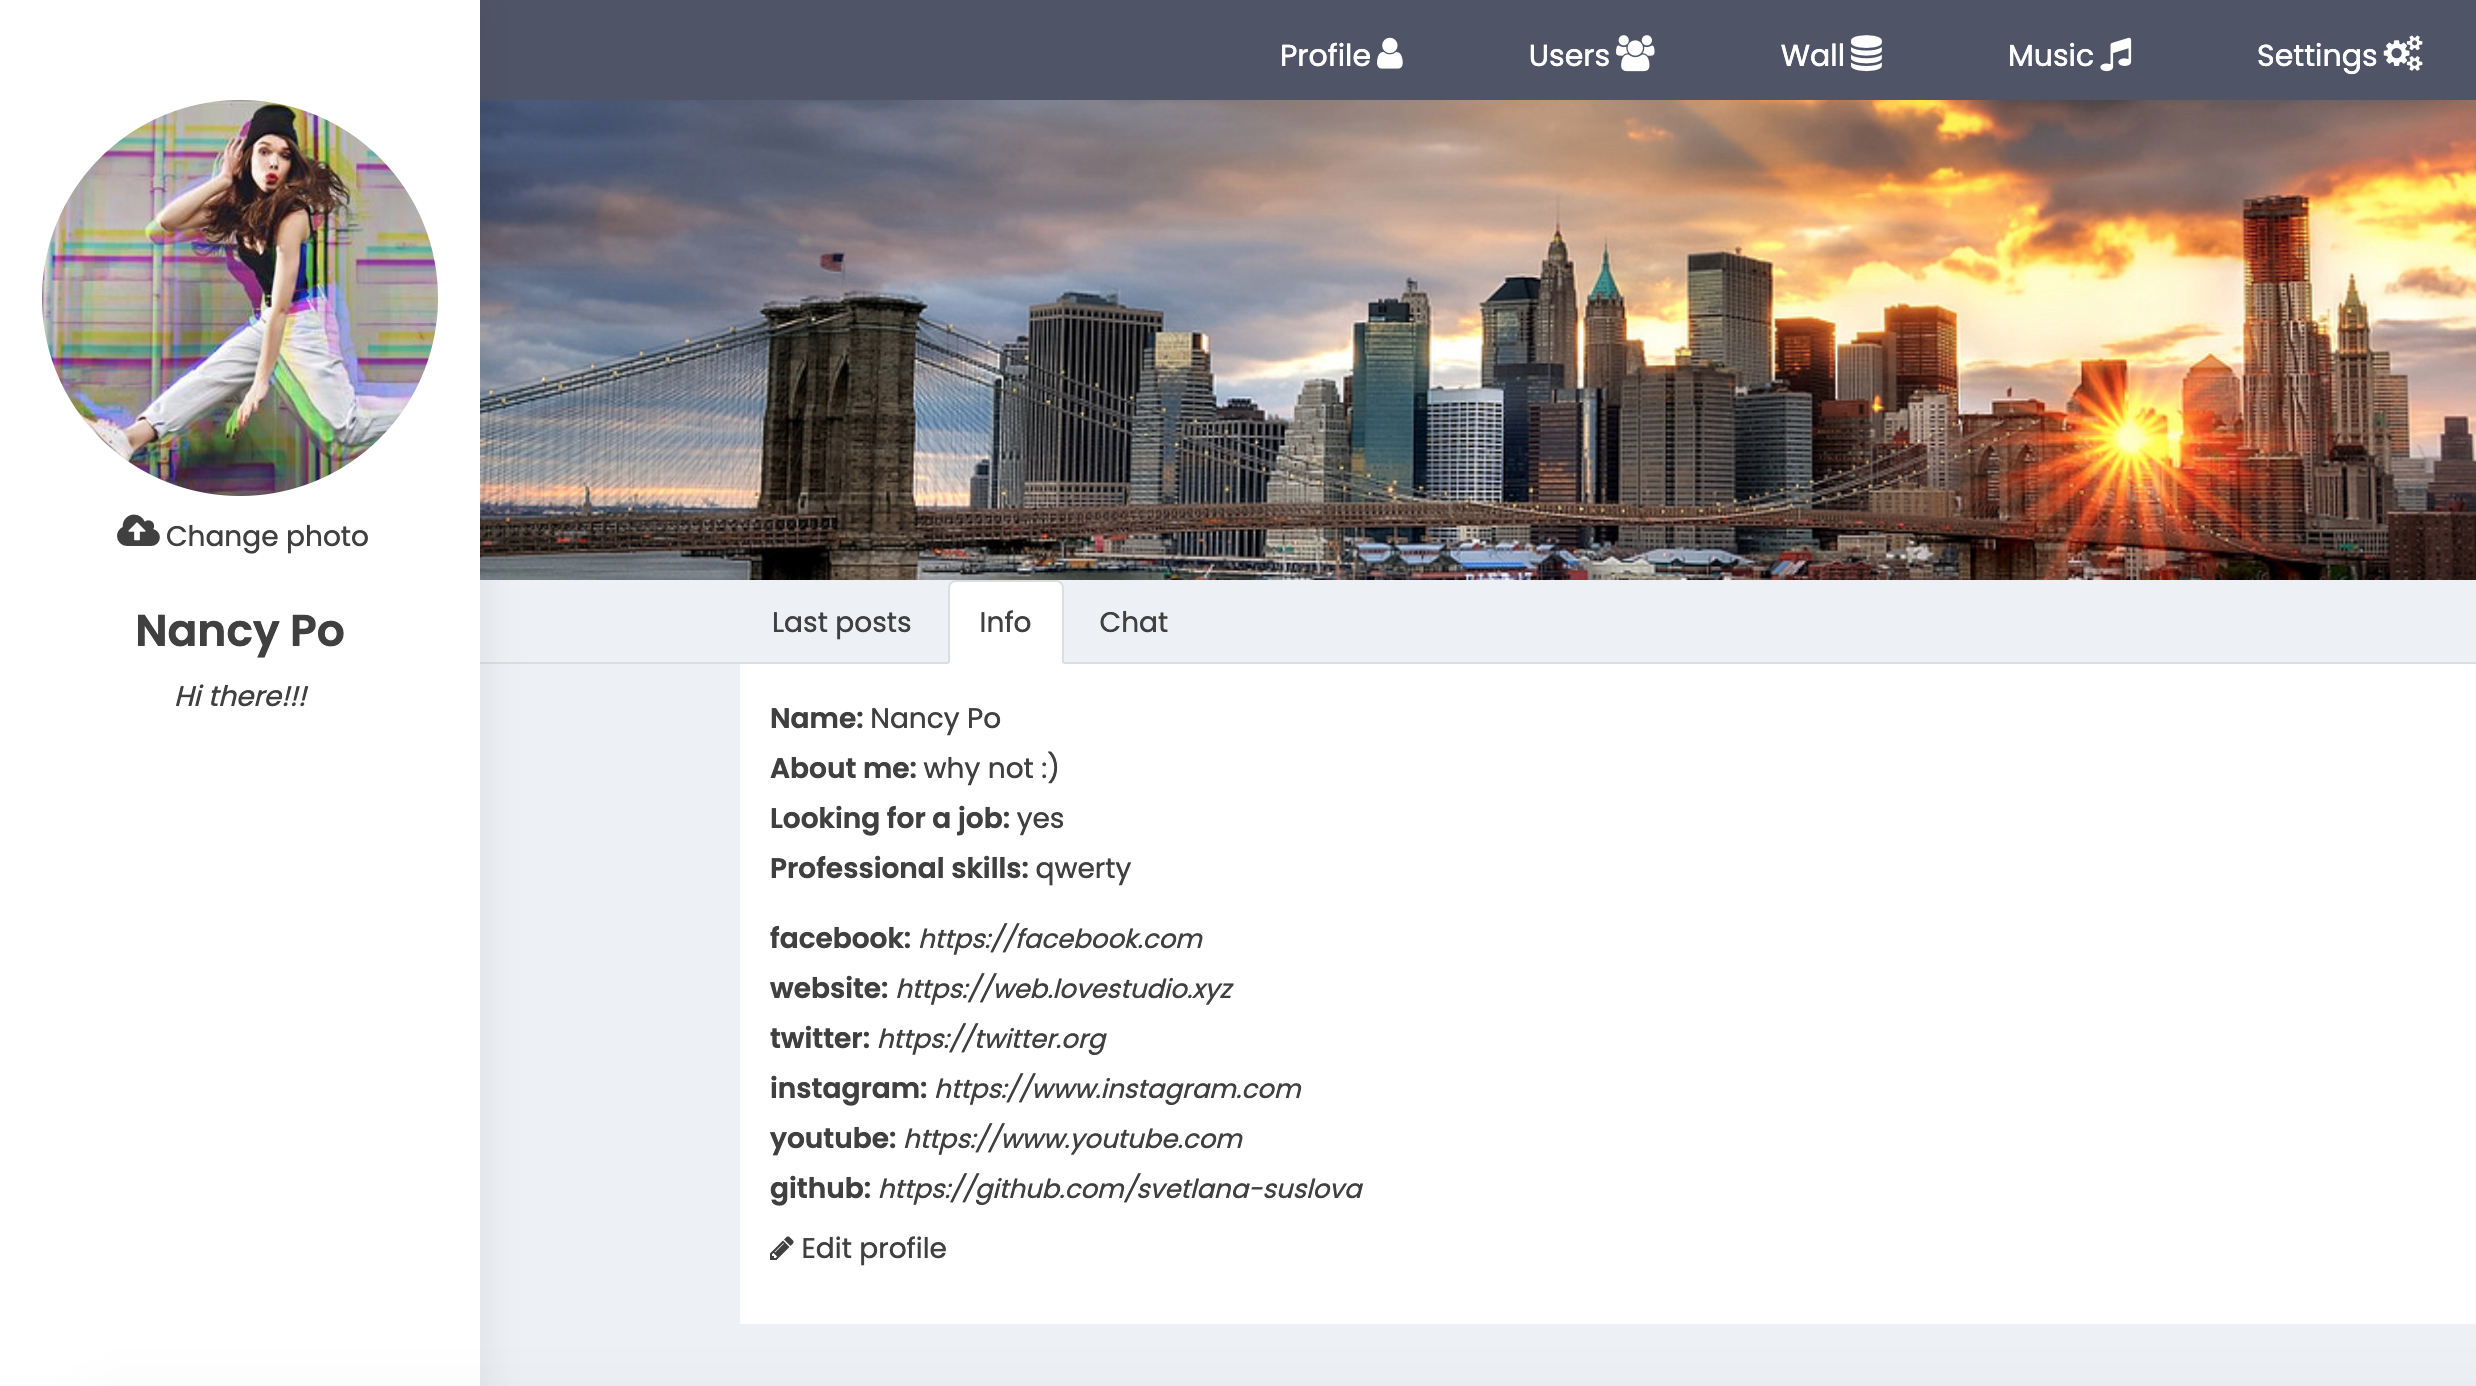 Profile Users Wall Music Settings
Change photo
Nancy Po
Hi there!!!
Last posts Info Chat
Name: Nancy Po
About me: why not :)
Looking for a job: yes
Professional skills: qwerty
facebook: https://facebook.com
website: https://web.lovestudio.xyz
twitter: https://twitter.org
instagram: https://www.instagram.com
youtube: https://www.youtube.com
github: https://github.com/svetlana-suslova
Edit profile